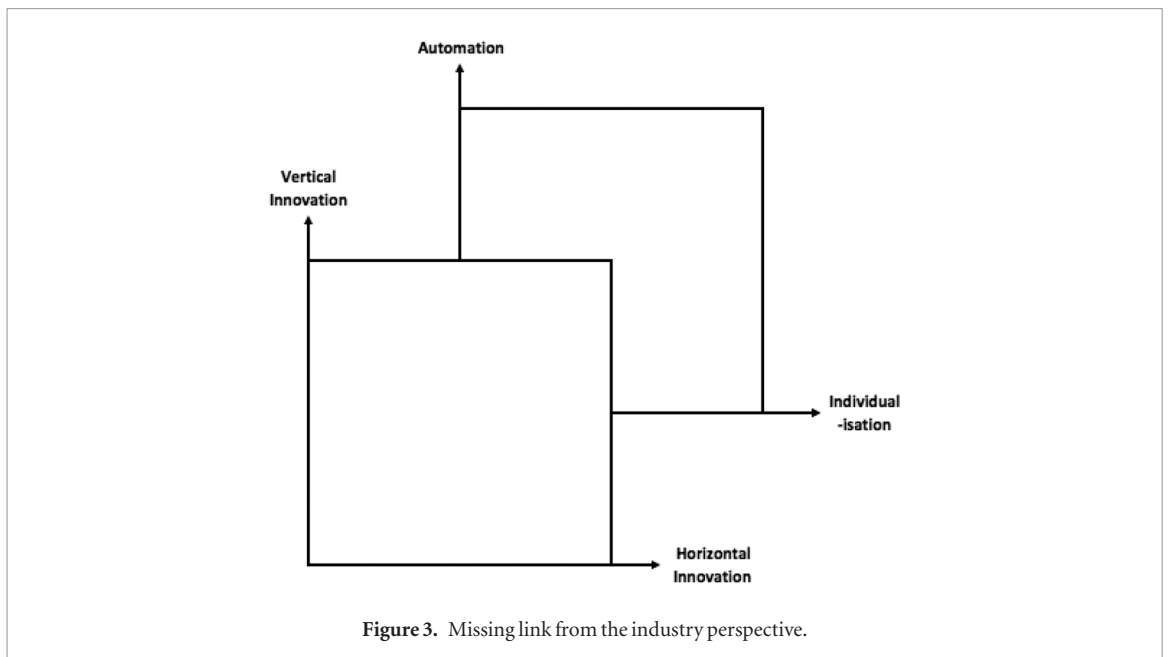 Automation
Vertical
Innovation
Individual
-isation
Horizontal
Innovation
Figure 3. Missing link from the industry perspective.